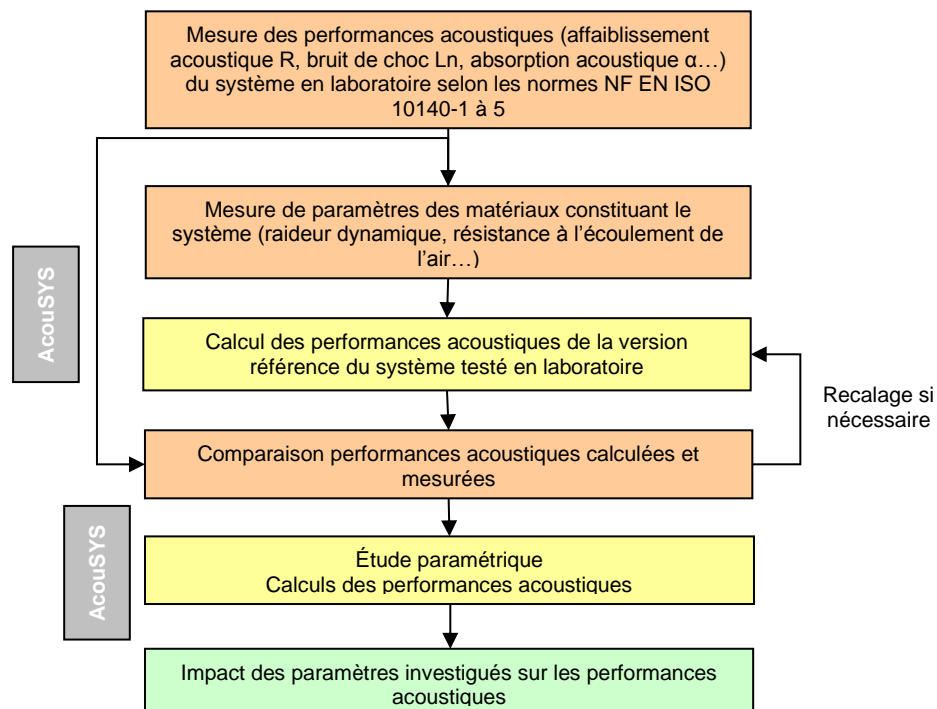 Mesure des performances acoustiques (affaiblissement
acoustique R, bruit de choc Ln, absorption acoustique α…)
du système en laboratoire selon les normes NF EN ISO
10140-1 à 5
Mesure de paramètres des matériaux constituant le
système (raideur dynamique, résistance à l’écoulement de
l’air…)
AcouSYS
Calcul des performances acoustiques de la version
référence du système testé en laboratoire
Recalage si
nécessaire
Comparaison performances acoustiques calculées et
mesurées
AcouSYS
Étude paramétrique
Calculs des performances acoustiques
Impact des paramètres investigués sur les performances
acoustiques